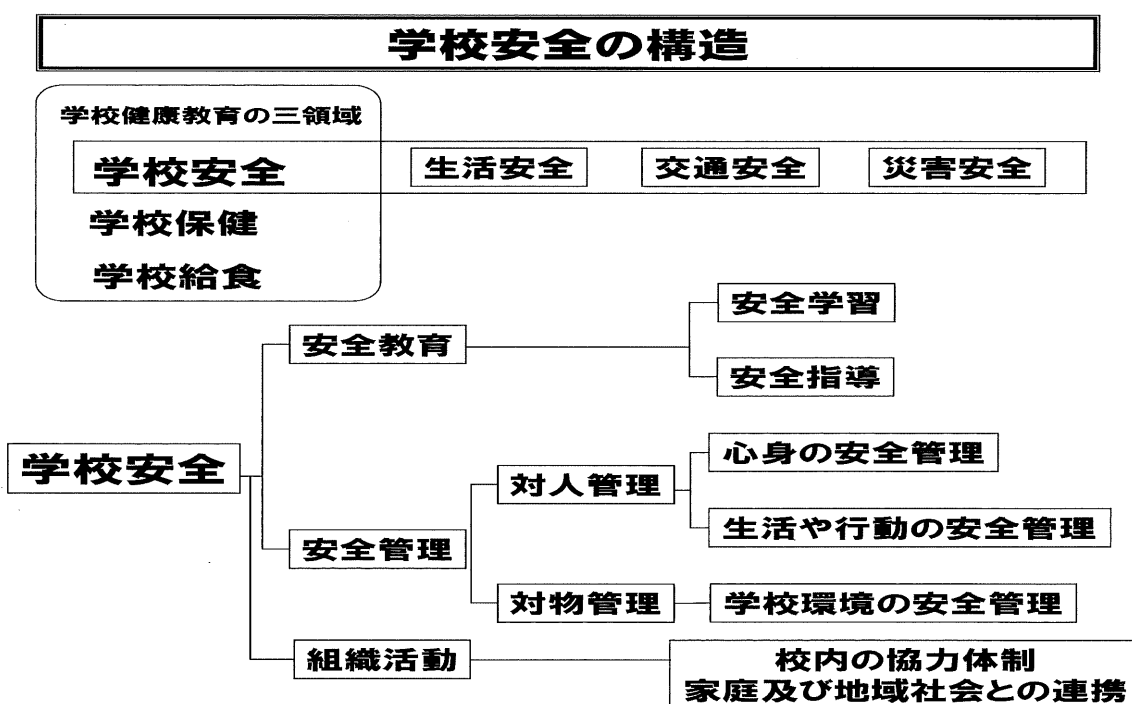 学校安全の構造
学校健康教育の三領域
学校安全
生活安全
交通安全
災害安全
学校保健
学校給食
安全学習
安全教育
安全指導
学校安全
心身の安全管理
対人管理
生活や行動の安全管理
安全管理
対物管理
学校環境の安全管理
組織活動
校内の協力体制
家庭及び地域社会との連携